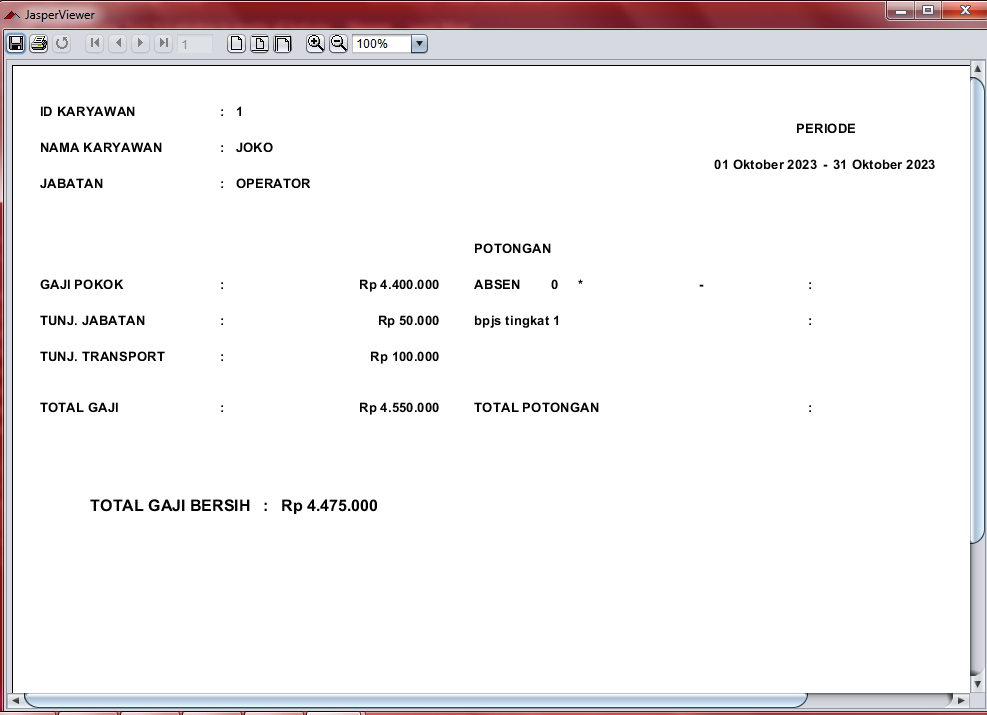 JasperViewer
1
100%
ID KARYAWAN : 1
PERIODE
NAMA KARYAWAN : JOKO
01 Oktober 2023 - 31 Oktober 2023
JABATAN : OPERATOR
POTONGAN
GAJI POKOK : Rp 4.400.000 ABSEN 0 * - :
TUNJ. JABATAN : Rp 50.000 bpjs tingkat 1 :
TUNJ. TRANSPORT : Rp 100.000
TOTAL GAJI : Rp 4.550.000 TOTAL POTONGAN :
TOTAL GAJI BERSIH : Rp 4.475.000